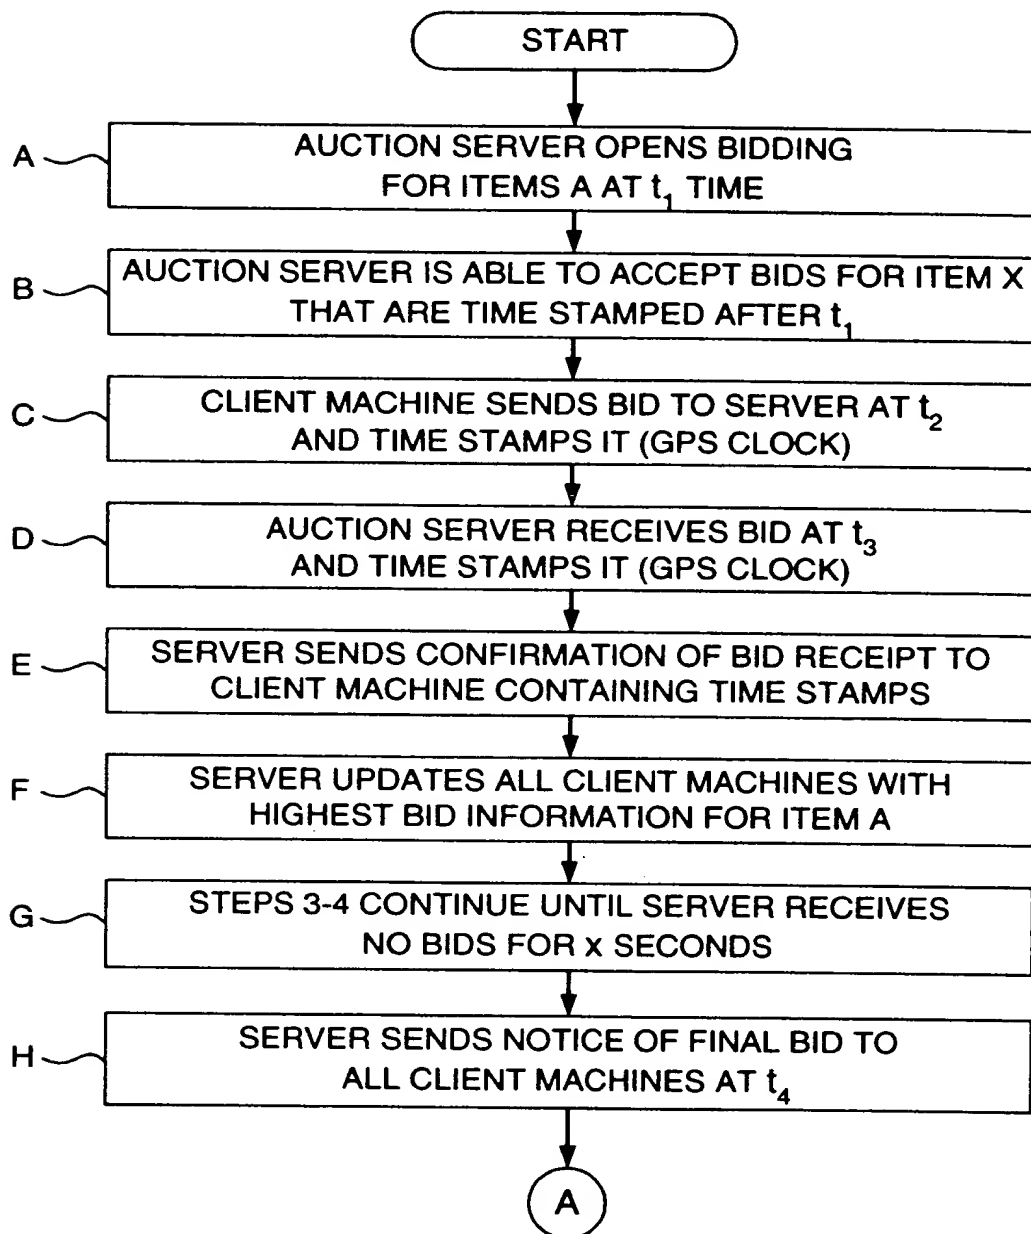 START
A
AUCTION SERVER OPENS BIDDING
FOR ITEMS A AT t₁ TIME
B
AUCTION SERVER IS ABLE TO ACCEPT BIDS FOR ITEM X
THAT ARE TIME STAMPED AFTER t₁
C
CLIENT MACHINE SENDS BID TO SERVER AT t₂
AND TIME STAMPS IT (GPS CLOCK)
D
AUCTION SERVER RECEIVES BID AT t₃
AND TIME STAMPS IT (GPS CLOCK)
E
SERVER SENDS CONFIRMATION OF BID RECEIPT TO
CLIENT MACHINE CONTAINING TIME STAMPS
F
SERVER UPDATES ALL CLIENT MACHINES WITH
HIGHEST BID INFORMATION FOR ITEM A
G
STEPS 3-4 CONTINUE UNTIL SERVER RECEIVES
NO BIDS FOR x SECONDS
H
SERVER SENDS NOTICE OF FINAL BID TO
ALL CLIENT MACHINES AT t₄
A